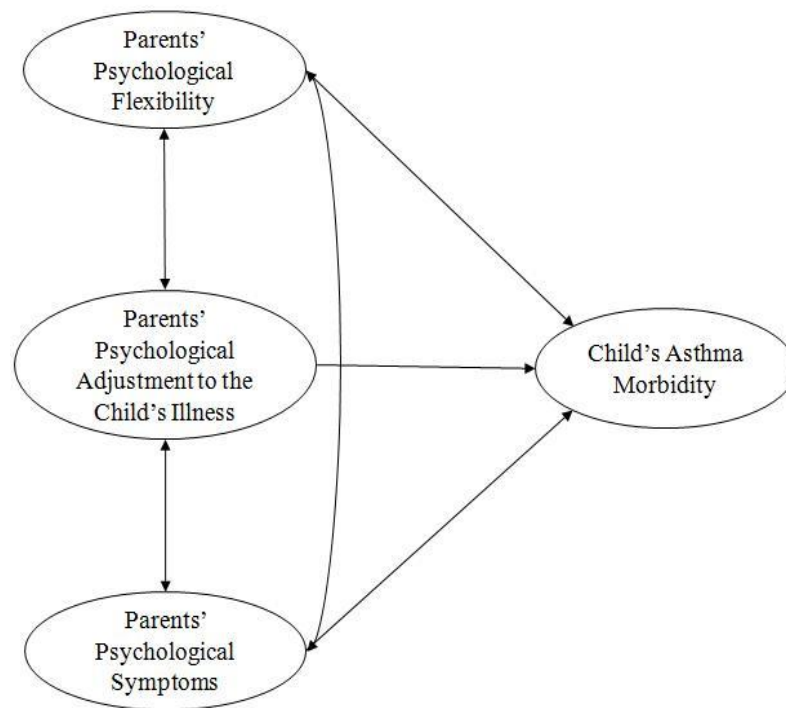 Parents’
Psychological
Flexibility
Parents’
Psychological
Adjustment to the
Child’s Illness
Child’s Asthma
Morbidity
Parents’
Psychological
Symptoms